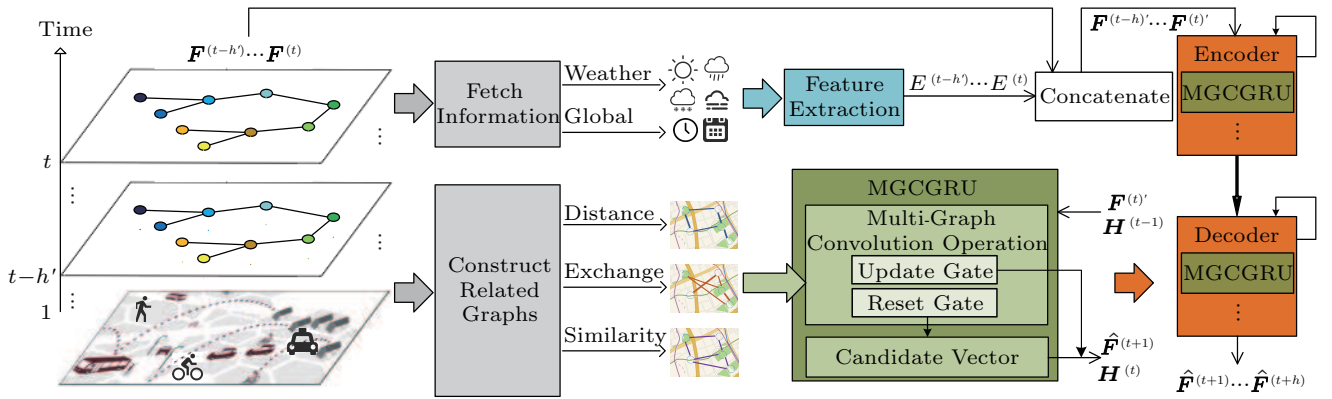 Time
F^(t−h′)⋯F^(t)
t
⋮
⋮
t−h′
⋮
⋮
1
Fetch
Information
Weather
Global
Feature
Extraction
E^(t−h′)⋯E^(t)
Concatenate
F^(t−h)′⋯F^(t)′
Encoder
MGCGRU
⋮
Construct
Related
Graphs
Distance
Exchange
Similarity
MGCGRU
Multi-Graph
Convolution Operation
Update Gate
Reset Gate
Candidate Vector
F^(t)′
H^(t−1)
F̂^(t+1)
H^(t)
Decoder
MGCGRU
⋮
F̂^(t+1)⋯F̂^(t+h)